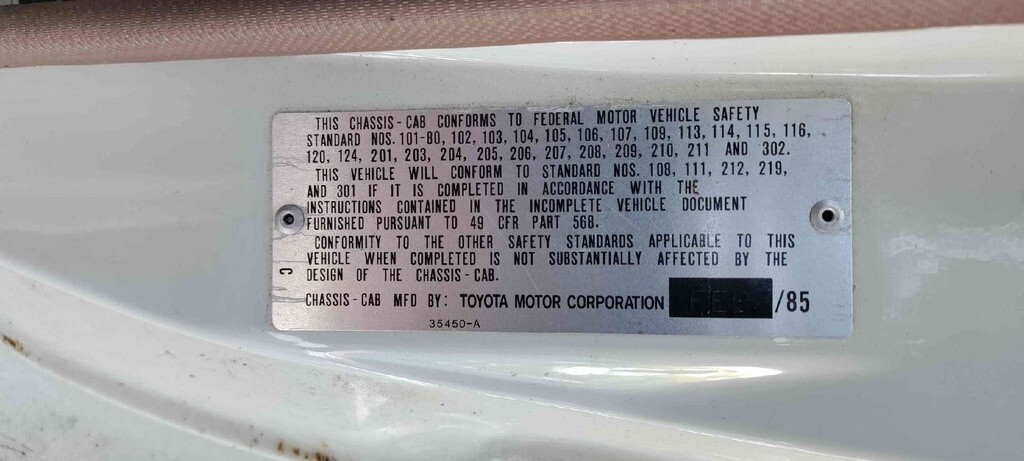 THIS CHASSIS-CAB CONFORMS TO FEDERAL MOTOR VEHICLE SAFETY
STANDARD NOS. 101-80, 102, 103, 104, 105, 106, 107, 109, 113, 114, 115, 116,
120, 124, 201, 203, 204, 205, 206, 207, 208, 209, 210, 211 AND 302.
THIS VEHICLE WILL CONFORM TO STANDARD NOS. 108, 111, 212, 219,
AND 301 IF IT IS COMPLETED IN ACCORDANCE WITH THE
INSTRUCTIONS CONTAINED IN THE INCOMPLETE VEHICLE DOCUMENT
FURNISHED PURSUANT TO 49 CFR PART 568.
CONFORMITY TO THE OTHER SAFETY STANDARDS APPLICABLE TO THIS
VEHICLE WHEN COMPLETED IS NOT SUBSTANTIALLY AFFECTED BY THE
DESIGN OF THE CHASSIS-CAB.
C
CHASSIS-CAB MFD BY: TOYOTA MOTOR CORPORATION /85
35450-A